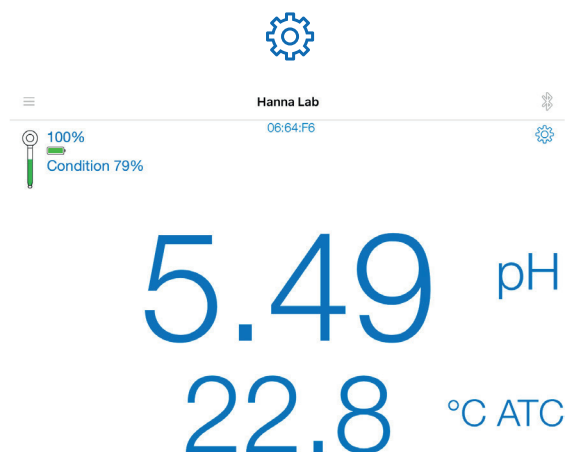 Hanna Lab
06:64:F6
100%
Condition 79%
5.49 pH
22.8 °C ATC